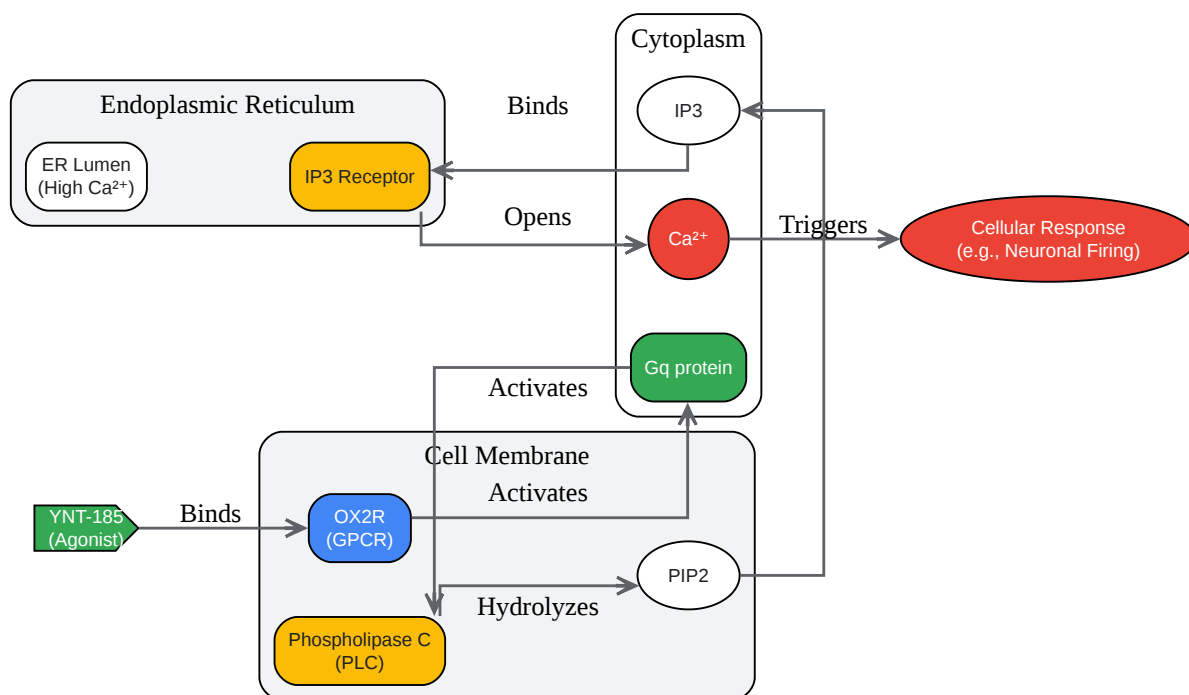 Cytoplasm
Endoplasmic Reticulum
Binds
IP3
ER Lumen
(High Ca²⁺)
IP3 Receptor
Opens
Ca²⁺
Triggers
Cellular Response
(e.g., Neuronal Firing)
Gq protein
Activates
Cell Membrane
Activates
YNT-185
(Agonist)
Binds
OX2R
(GPCR)
PIP2
Hydrolyzes
Phospholipase C
(PLC)